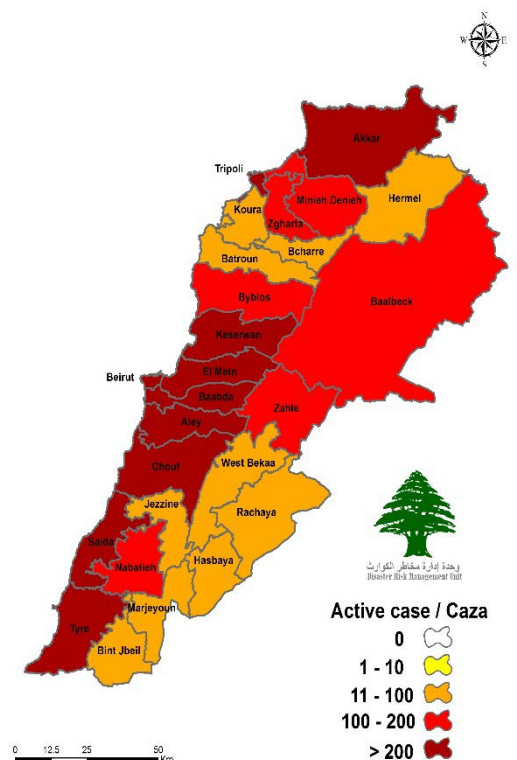 N
W E
S
Akkar
Tripoli
Minieh Denieh
Hermel
Koura
Zgharta
Bcharre
Batroun
Baalbeck
Byblos
Keserwan
El Metn
Beirut
Baabda
Zahle
Aley
West Bekaa
Chouf
Jezzine
Rachaya
Saida
Nabatieh
Hasbaya
Marjeyoun
Tyre
Bint Jbeil
وحدة إدارة مخاطر الكوارث
Disaster Risk Management Unit
Active case / Caza
0
1 - 10
11 - 100
100 - 200
> 200
0 12.5 25 50
Km